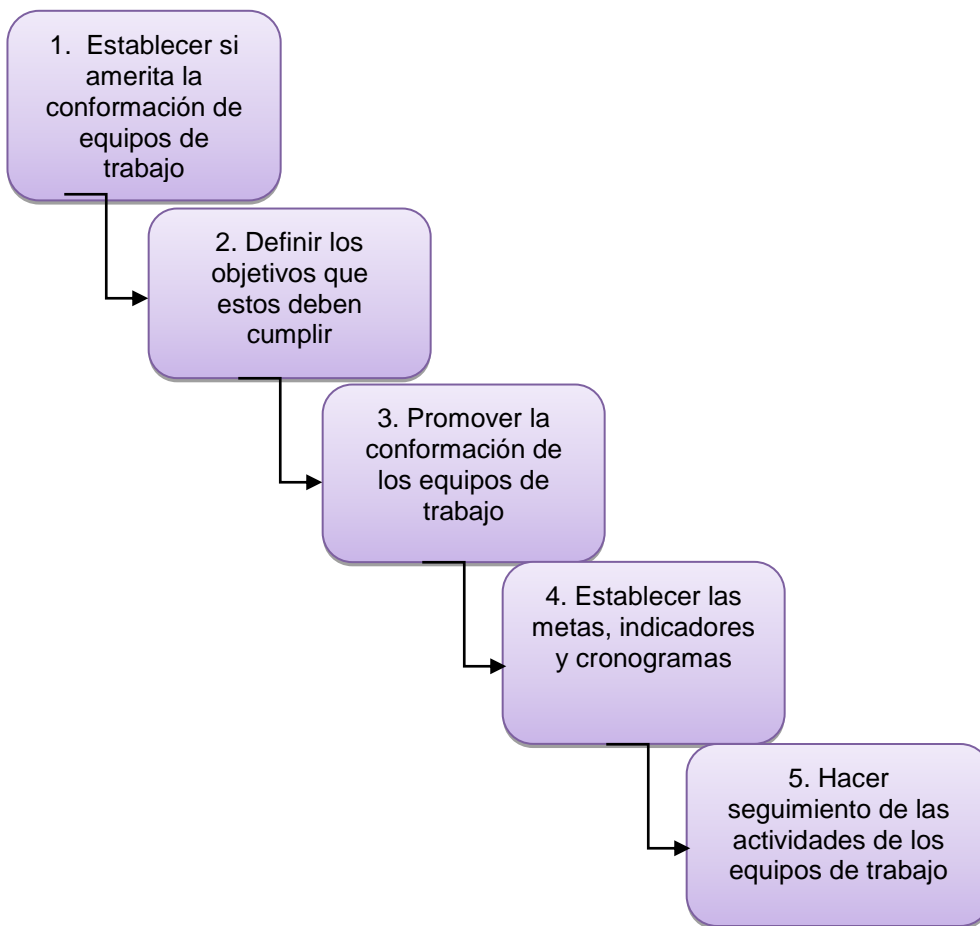 1. Establecer si
amerita la
conformación de
equipos de
trabajo
2. Definir los
objetivos que
estos deben
cumplir
3. Promover la
conformación de
los equipos de
trabajo
4. Establecer las
metas, indicadores
y cronogramas
5. Hacer
seguimiento de las
actividades de los
equipos de trabajo